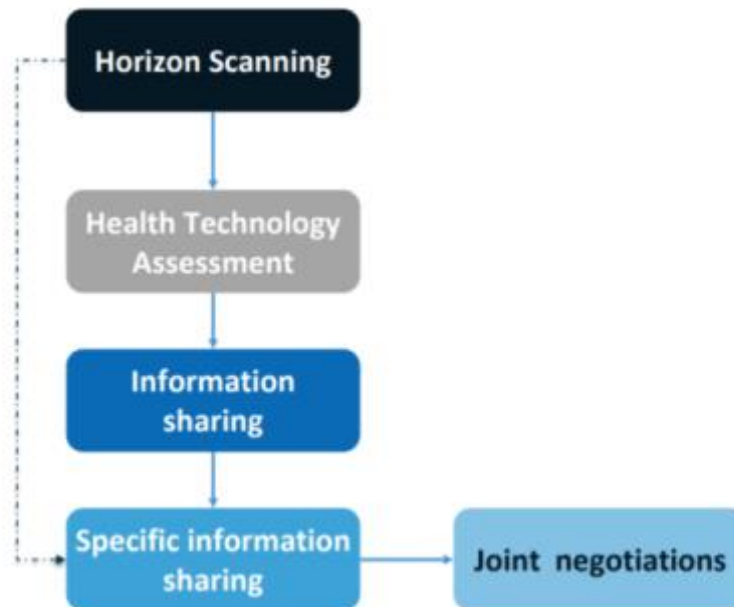 Horizon Scanning
Health Technology
Assessment
Information
sharing
Specific information
sharing
Joint negotiations